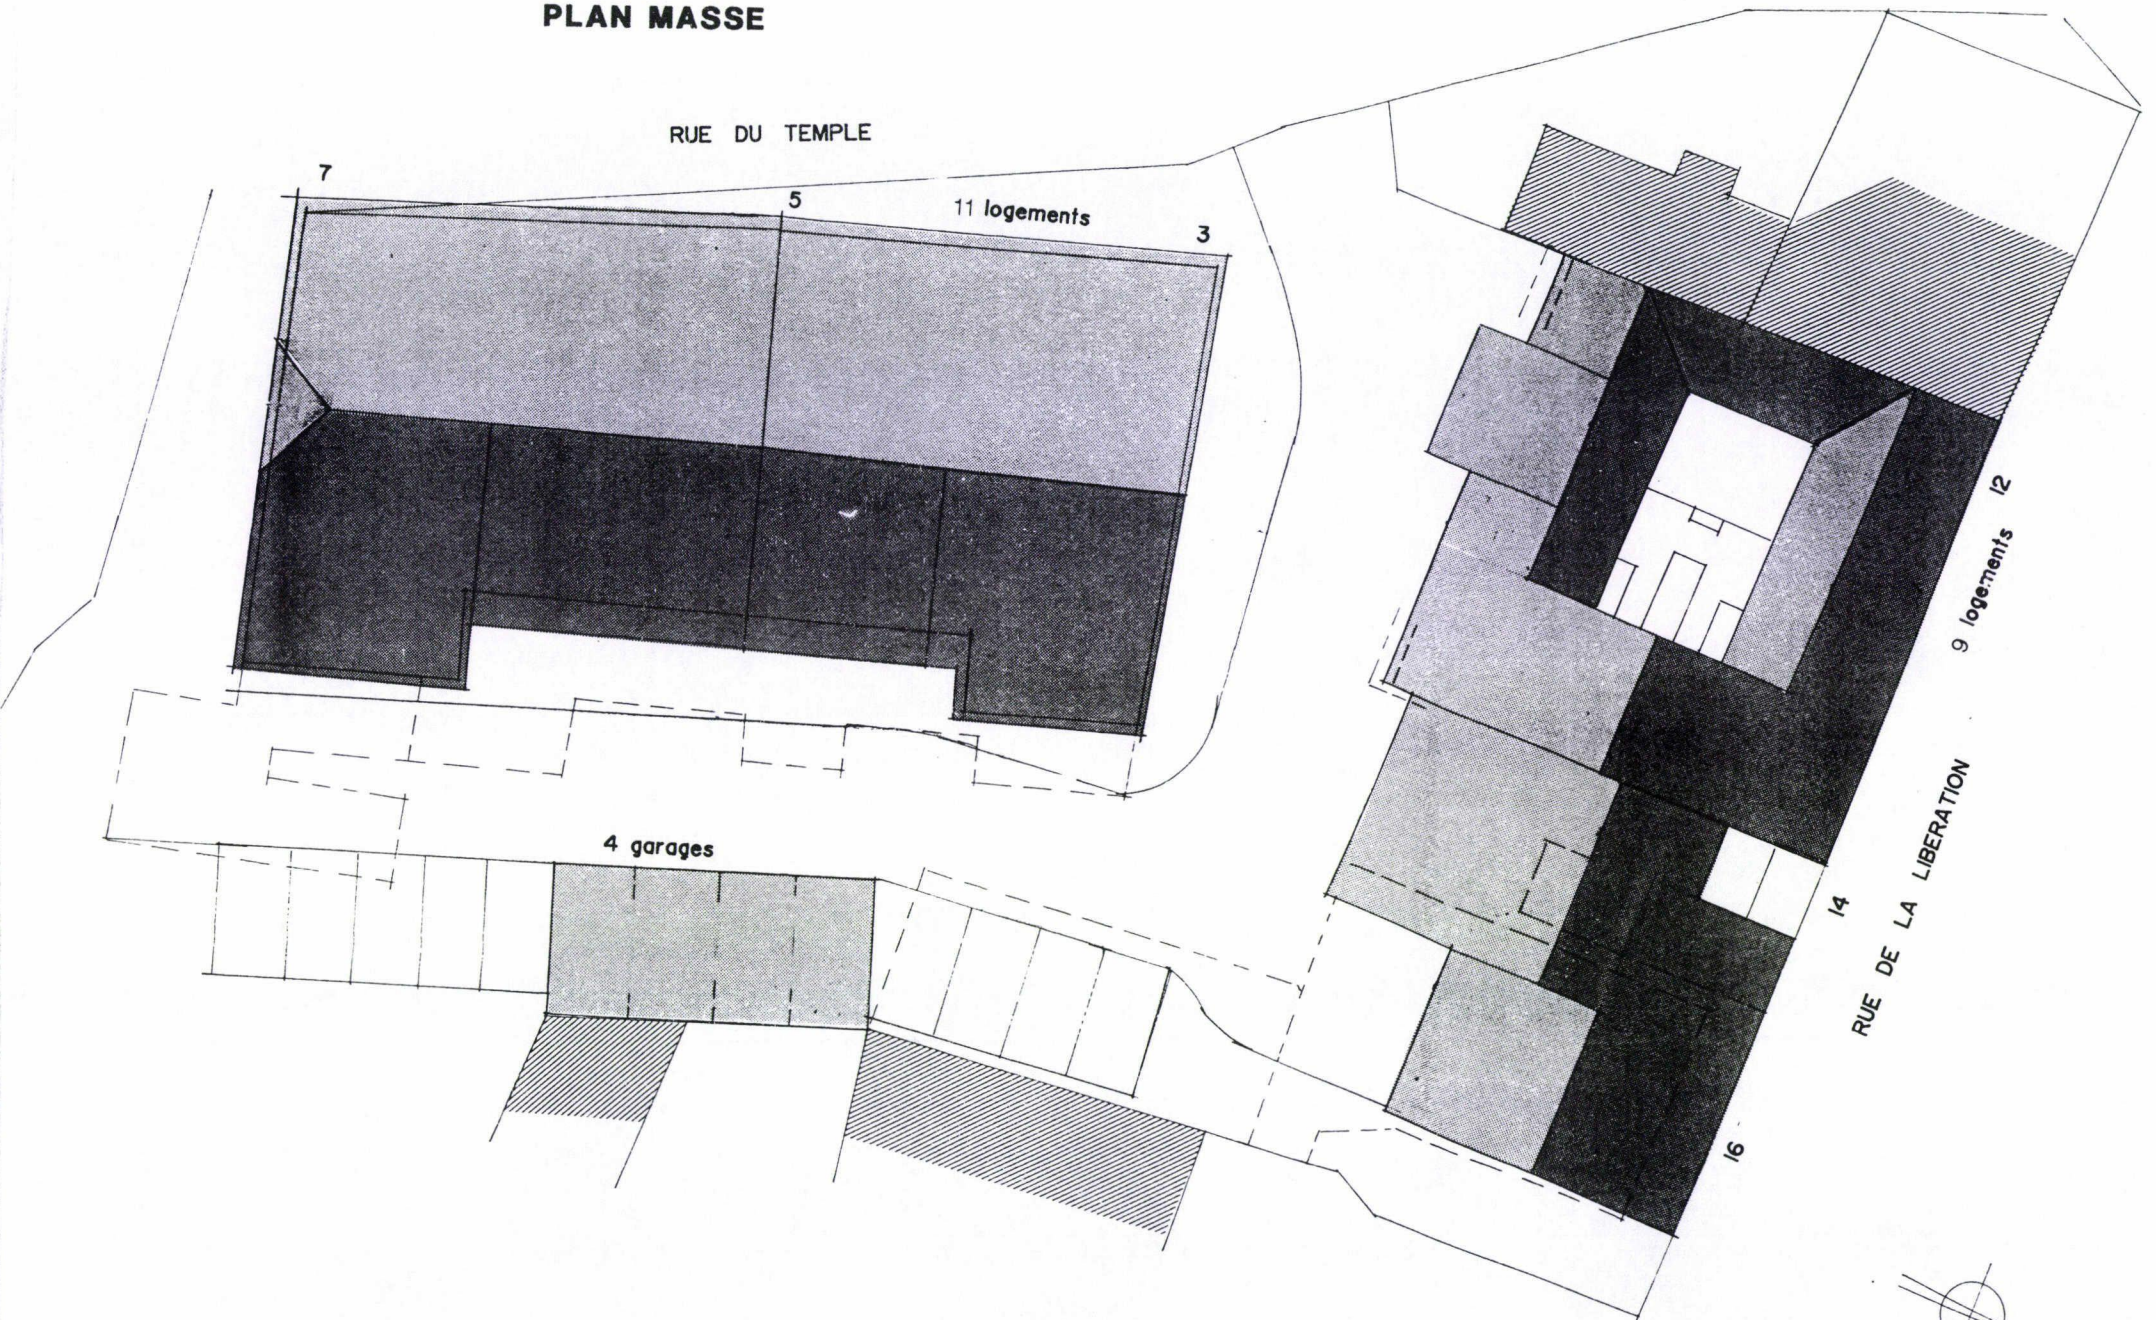 PLAN MASSE
RUE DU TEMPLE
7
5
11 logements
3
12
9 logements
14
RUE DE LA LIBERATION
4 garages
16